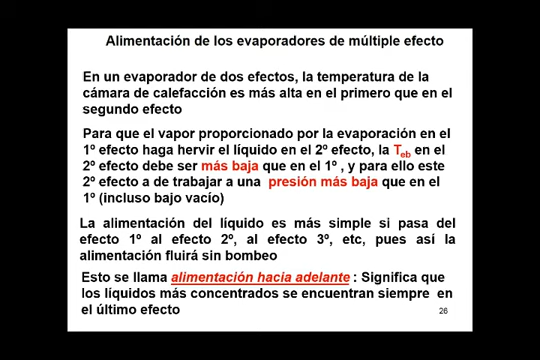 Alimentación de los evaporadores de múltiple efecto
En un evaporador de dos efectos, la temperatura de la
cámara de calefacción es más alta en el primero que en el
segundo efecto
Para que el vapor proporcionado por la evaporación en el
1º efecto haga hervir el líquido en el 2º efecto, la Teb en el
2º efecto debe ser más baja que en el 1º , y para ello este
2º efecto a de trabajar a una presión más baja que en el
1º (incluso bajo vacío)
La alimentación del líquido es más simple si pasa del
efecto 1º al efecto 2º, al efecto 3º, etc, pues así la
alimentación fluirá sin bombeo
Esto se llama alimentación hacia adelante : Significa que
los líquidos más concentrados se encuentran siempre en
el último efecto
26